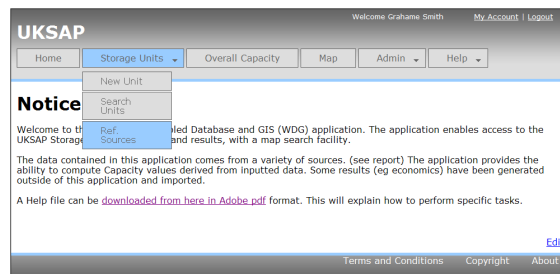 Welcome Grahame Smith My Account | Logout
UKSAP
Home Storage Units Overall Capacity Map Admin Help
New Unit
Search
Units
Ref.
Sources
Notice
Welcome to th led Database and GIS (WDG) application. The application enables access to the
UKSAP Storage and results, with a map search facility.
The data contained in this application comes from a variety of sources. (see report) The application provides the
ability to compute Capacity values derived from inputted data. Some results (eg economics) have been generated
outside of this application and imported.
A Help file can be downloaded from here in Adobe pdf format. This will explain how to perform specific tasks.
Edi
Terms and Conditions Copyright About